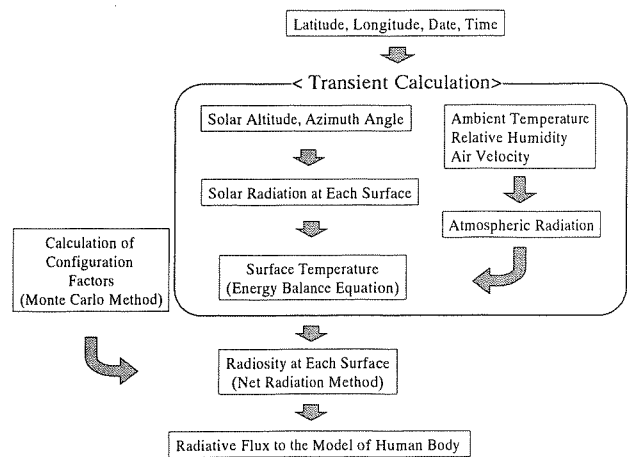 Latitude, Longitude, Date, Time
< Transient Calculation>
Solar Altitude, Azimuth Angle
Ambient Temperature
Relative Humidity
Air Velocity
Solar Radiation at Each Surface
Atmospheric Radiation
Calculation of
Configuration
Factors
(Monte Carlo Method)
Surface Temperature
(Energy Balance Equation)
Radiosity at Each Surface
(Net Radiation Method)
Radiative Flux to the Model of Human Body